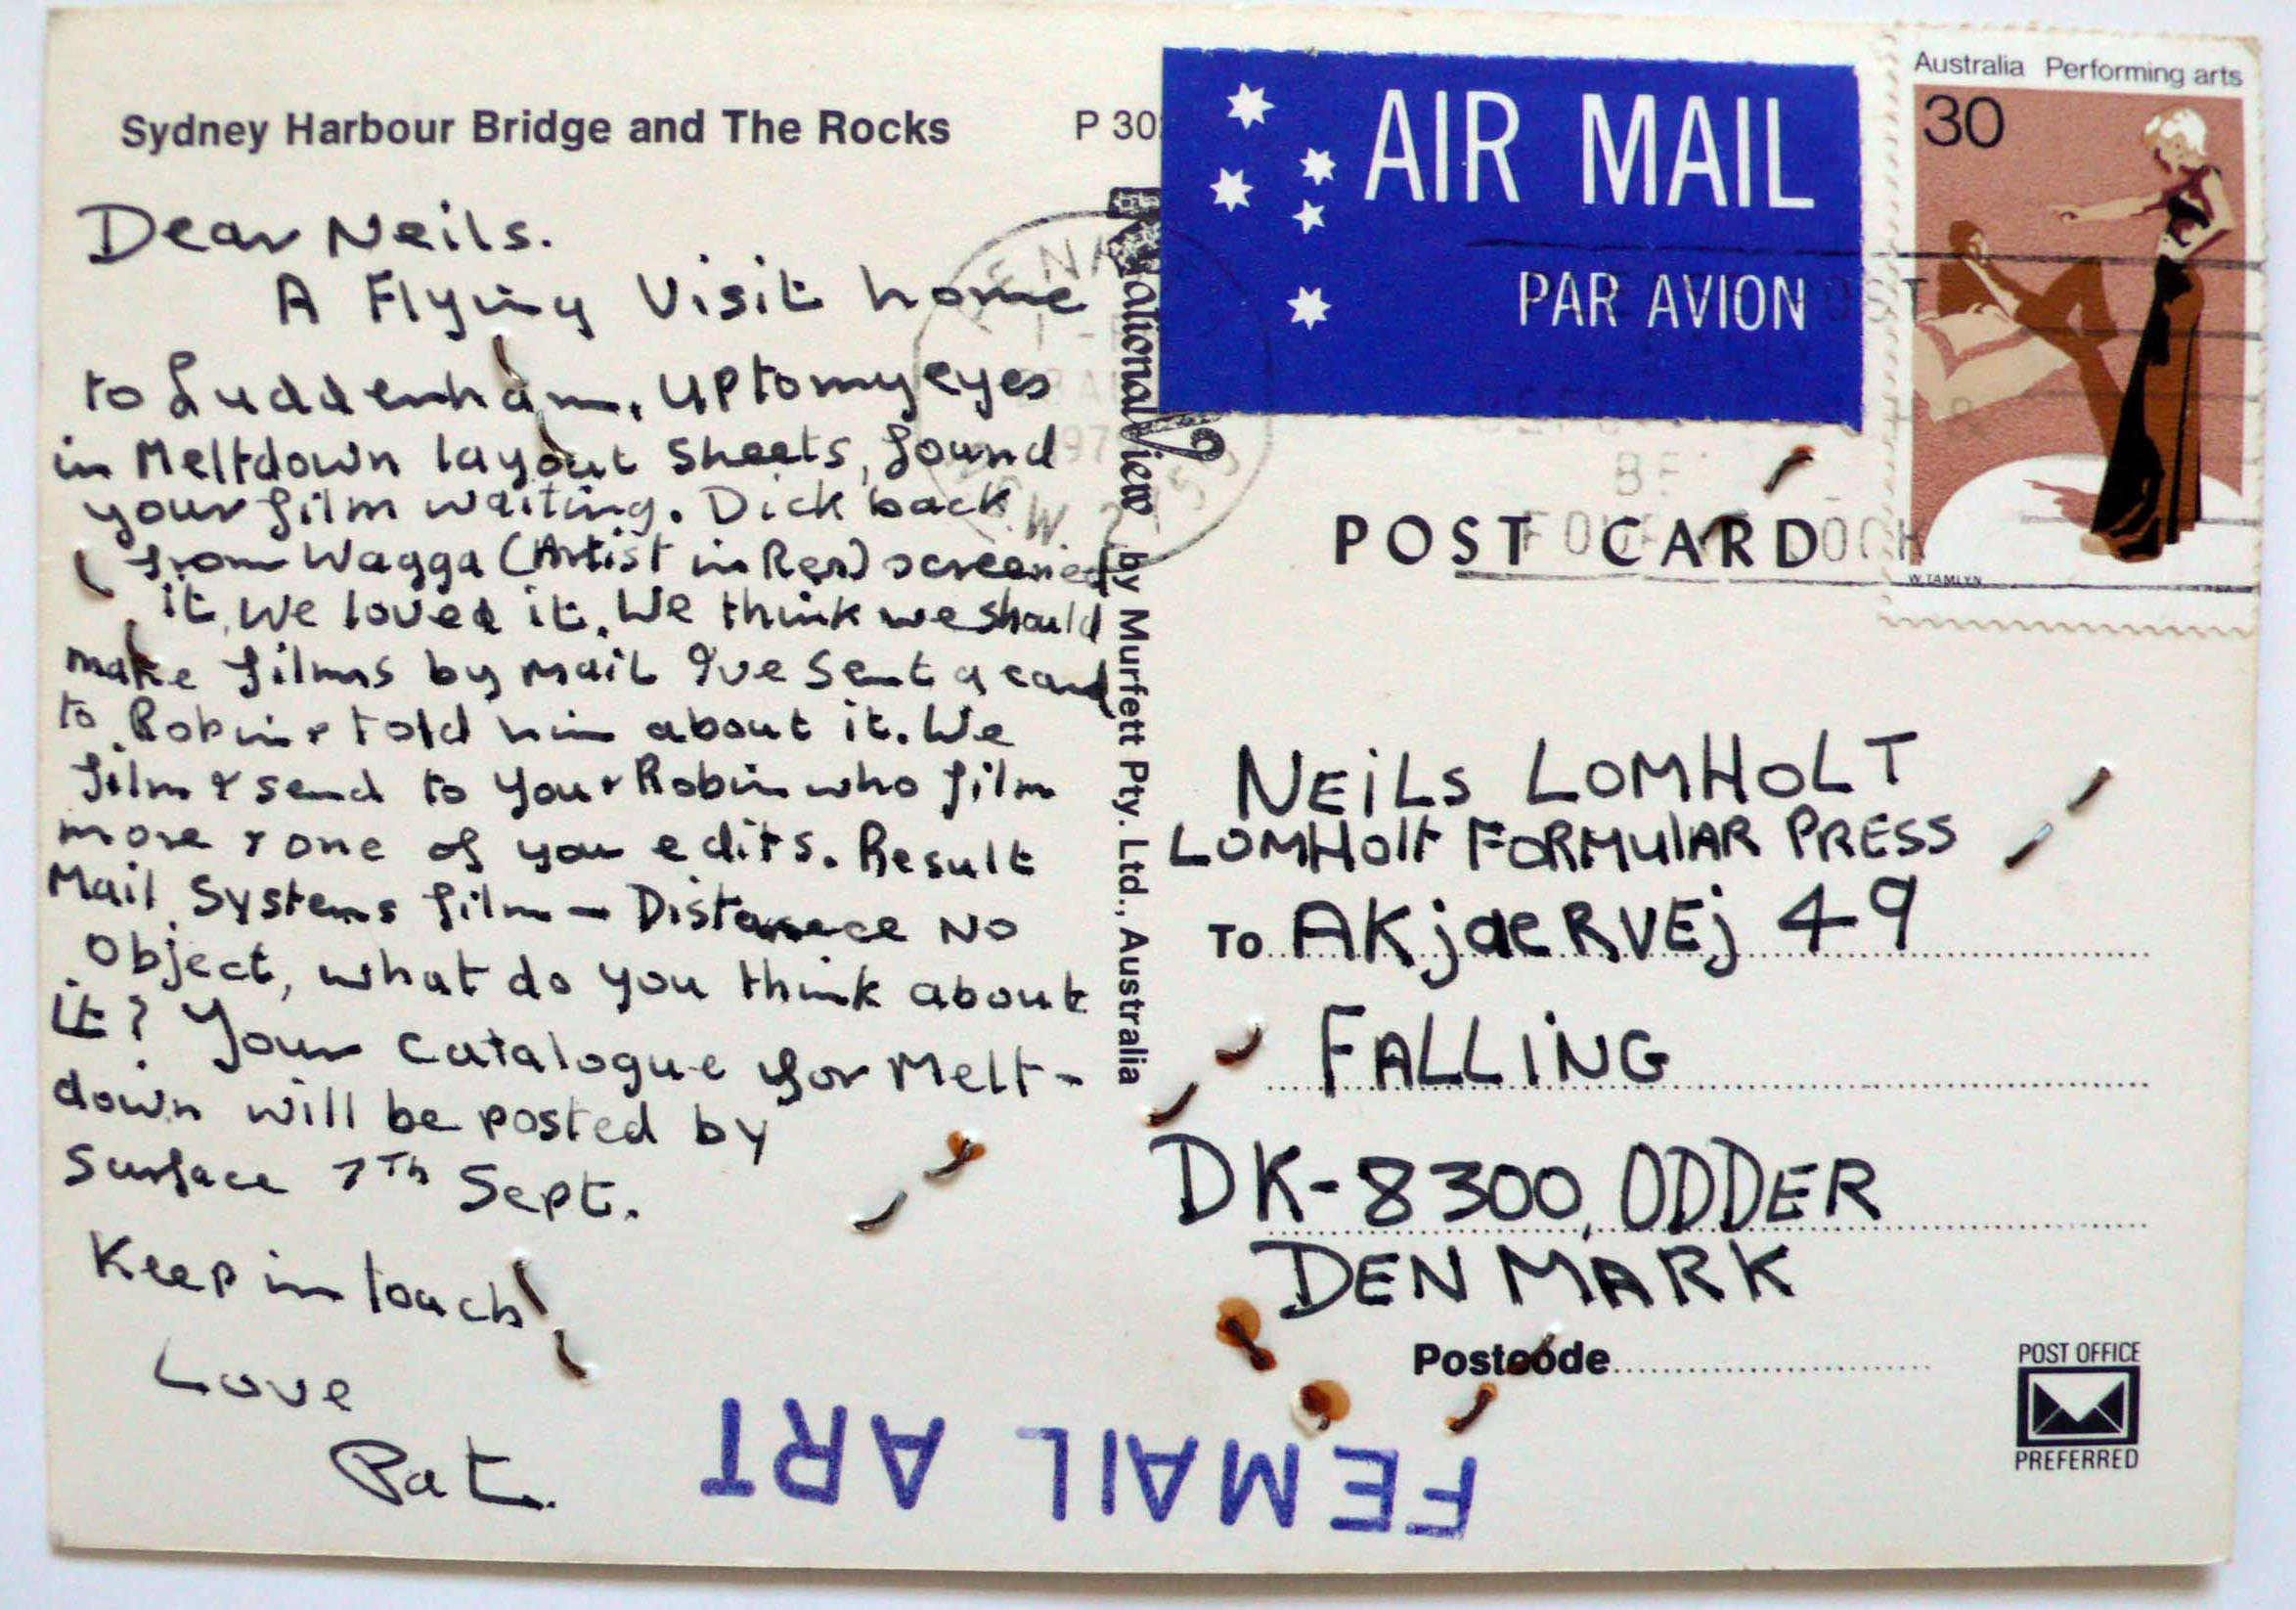 Sydney Harbour Bridge and The Rocks
P 30
Dear Neils.
A Flying Visit home
to Luddenham, up to my eyes
in Meltdown layout sheets, found
your film waiting. Dick back
from Wagga (Artist in Res) screened
it. We loved it. We think we should
make films by mail I've sent a card
to Robin & told him about it. We
film & send to you & Robin who film
more & one of you edits. Result
Mail Systems film - Distance No
Object, what do you think about
it? Your Catalogue for Melt-
down will be posted by
Surface 7Th Sept.
Keep in touch
Love
Pat.
National View by Murfett Pty. Ltd., Australia
AIR MAIL
PAR AVION
Australia Performing arts
30
W. TAMLYN
POST CARD
NEiLs LOMHOLT
LOMHolt FORMulAR PRESS
To AKjaeRVEj 49
FALLiNG
DK-8300, ODDER
DENMARK
Postcode
POST OFFICE
PREFERRED
FEMAIL ART